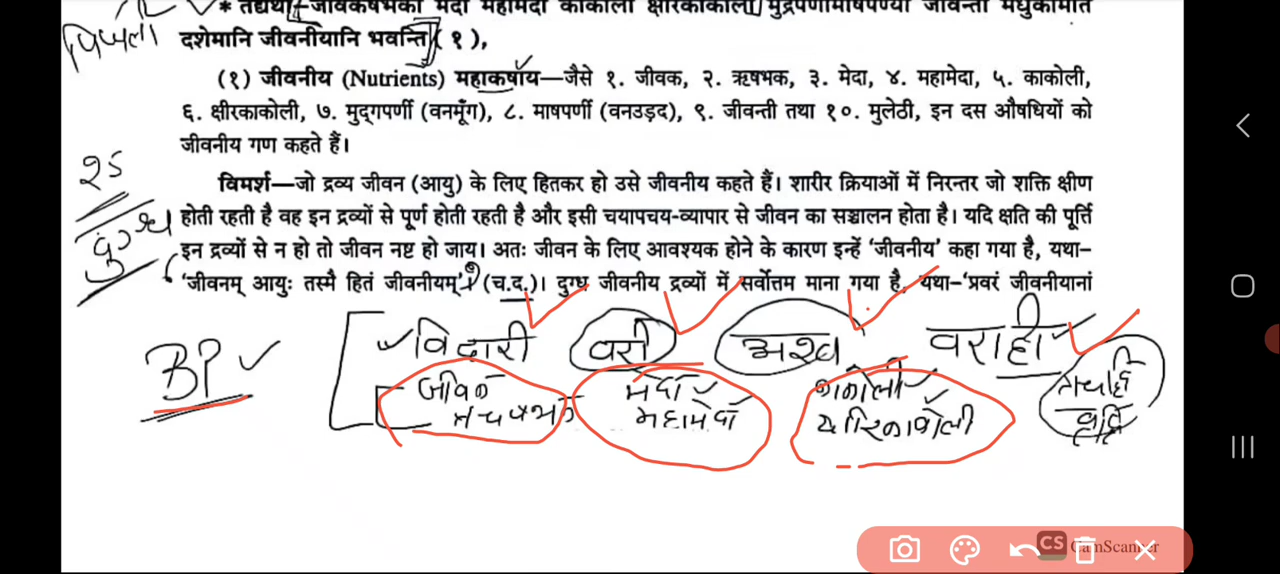 * तद्यथा-जीवकर्षभकौ मेदा महामेदा काकोली क्षीरकाकोली मुद्गपर्णीमाषपर्ण्यौ जीवन्ती मधुकमिति
दशेमानि जीवनीयानि भवन्ति ( १ ),
(१) जीवनीय (Nutrients) महाकषाय—जैसे १. जीवक, २. ऋषभक, ३. मेदा, ४. महामेदा, ५. काकोली,
६. क्षीरकाकोली, ७. मुद्गपर्णी (वनमूँग), ८. माषपर्णी (वनउड़द), ९. जीवन्ती तथा १०. मुलेठी, इन दस औषधियों को
जीवनीय गण कहते हैं।
विमर्श—जो द्रव्य जीवन (आयु) के लिए हितकर हो उसे जीवनीय कहते हैं। शारीर क्रियाओं में निरन्तर जो शक्ति क्षीण
होती रहती है वह इन द्रव्यों से पूर्ण होती रहती है और इसी चयापचय-व्यापार से जीवन का सञ्चालन होता है। यदि क्षति की पूर्ति
इन द्रव्यों से न हो तो जीवन नष्ट हो जाय। अतः जीवन के लिए आवश्यक होने के कारण इन्हें ‘जीवनीय’ कहा गया है, यथा–
‘जीवनम् आयुः तस्मै हितं जीवनीयम्’ (च.द.)। दुग्ध जीवनीय द्रव्यों में सर्वोत्तम माना गया है, यथा–‘प्रवरं जीवनीयानां
२५
दुग्ध
BP विदारी वरी अश्व वराही
जीवक मेदा काकोली
ऋषभक महामेदा क्षीरकाकोली
CS CamScanner